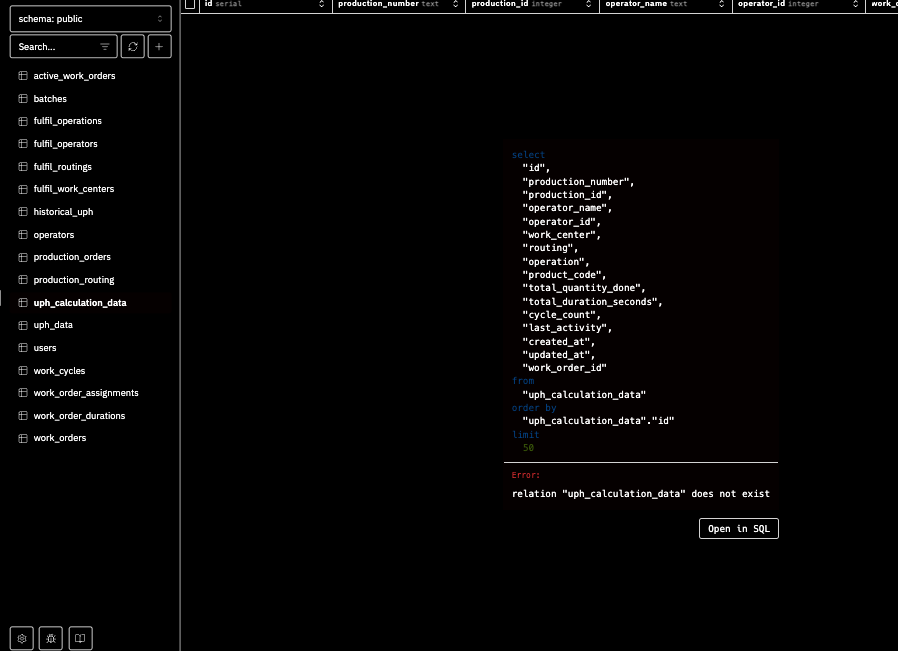 schema: public
Search...
active_work_orders
batches
fulfil_operations
fulfil_operators
fulfil_routings
fulfil_work_centers
historical_uph
operators
production_orders
production_routing
uph_calculation_data
uph_data
users
work_cycles
work_order_assignments
work_order_durations
work_orders
id serial production_number text production_id integer operator_name text operator_id integer
select
"id",
"production_number",
"production_id",
"operator_name",
"operator_id",
"work_center",
"routing",
"operation",
"product_code",
"total_quantity_done",
"total_duration_seconds",
"cycle_count",
"last_activity",
"created_at",
"updated_at",
"work_order_id"
from
"uph_calculation_data"
order by
"uph_calculation_data"."id"
limit
50
Error:
relation "uph_calculation_data" does not exist
Open in SQL